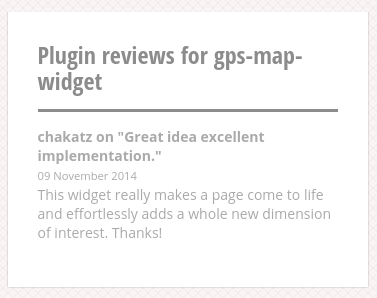 Plugin reviews for gps-map-
widget
chakatz on "Great idea excellent
implementation."
09 November 2014
This widget really makes a page come to life
and effortlessly adds a whole new dimension
of interest. Thanks!